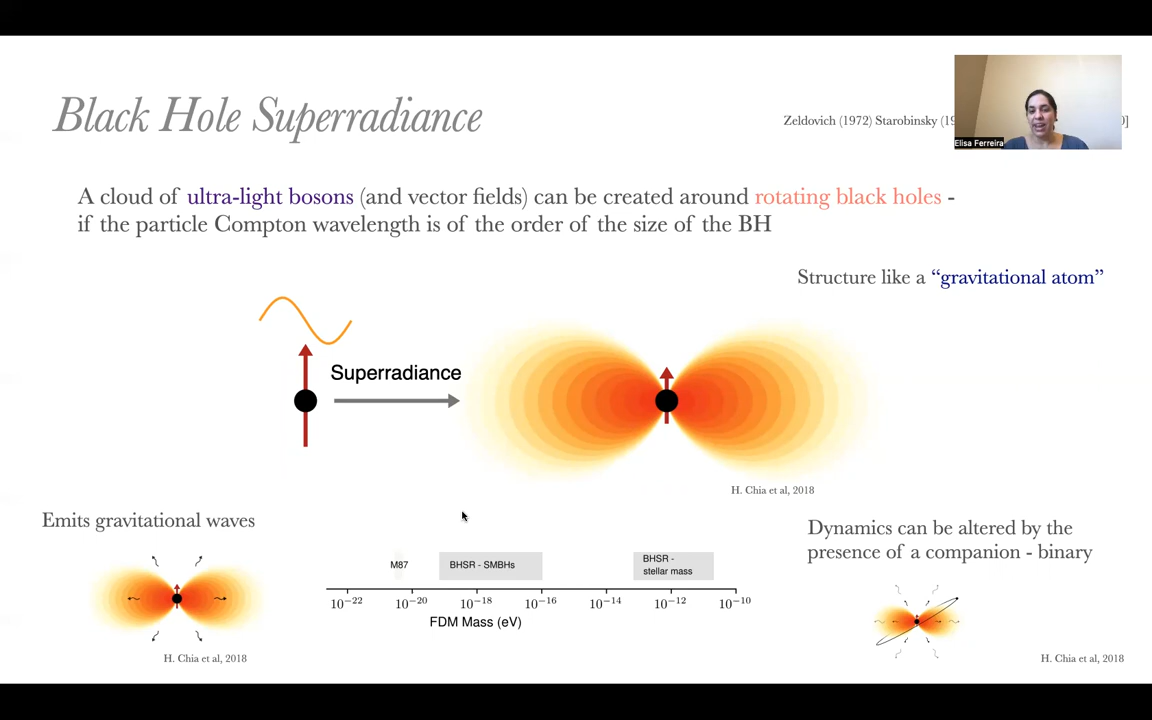 Black Hole Superradiance
Zeldovich (1972) Starobinsky
Elisa Ferreira
A cloud of ultra-light bosons (and vector fields) can be created around rotating black holes -
if the particle Compton wavelength is of the order of the size of the BH
Structure like a “gravitational atom”
Superradiance
H. Chia et al, 2018
Emits gravitational waves
H. Chia et al, 2018
M87
BHSR - SMBHs
BHSR -
stellar mass
10⁻²² 10⁻²⁰ 10⁻¹⁸ 10⁻¹⁶ 10⁻¹⁴ 10⁻¹² 10⁻¹⁰
FDM Mass (eV)
Dynamics can be altered by the
presence of a companion - binary
H. Chia et al, 2018